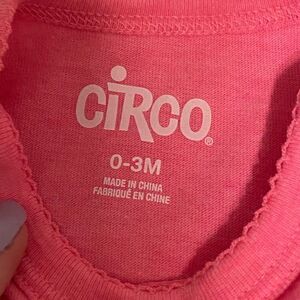 CiRCO®
0-3M
MADE IN CHINA
FABRIQUÉ EN CHINE